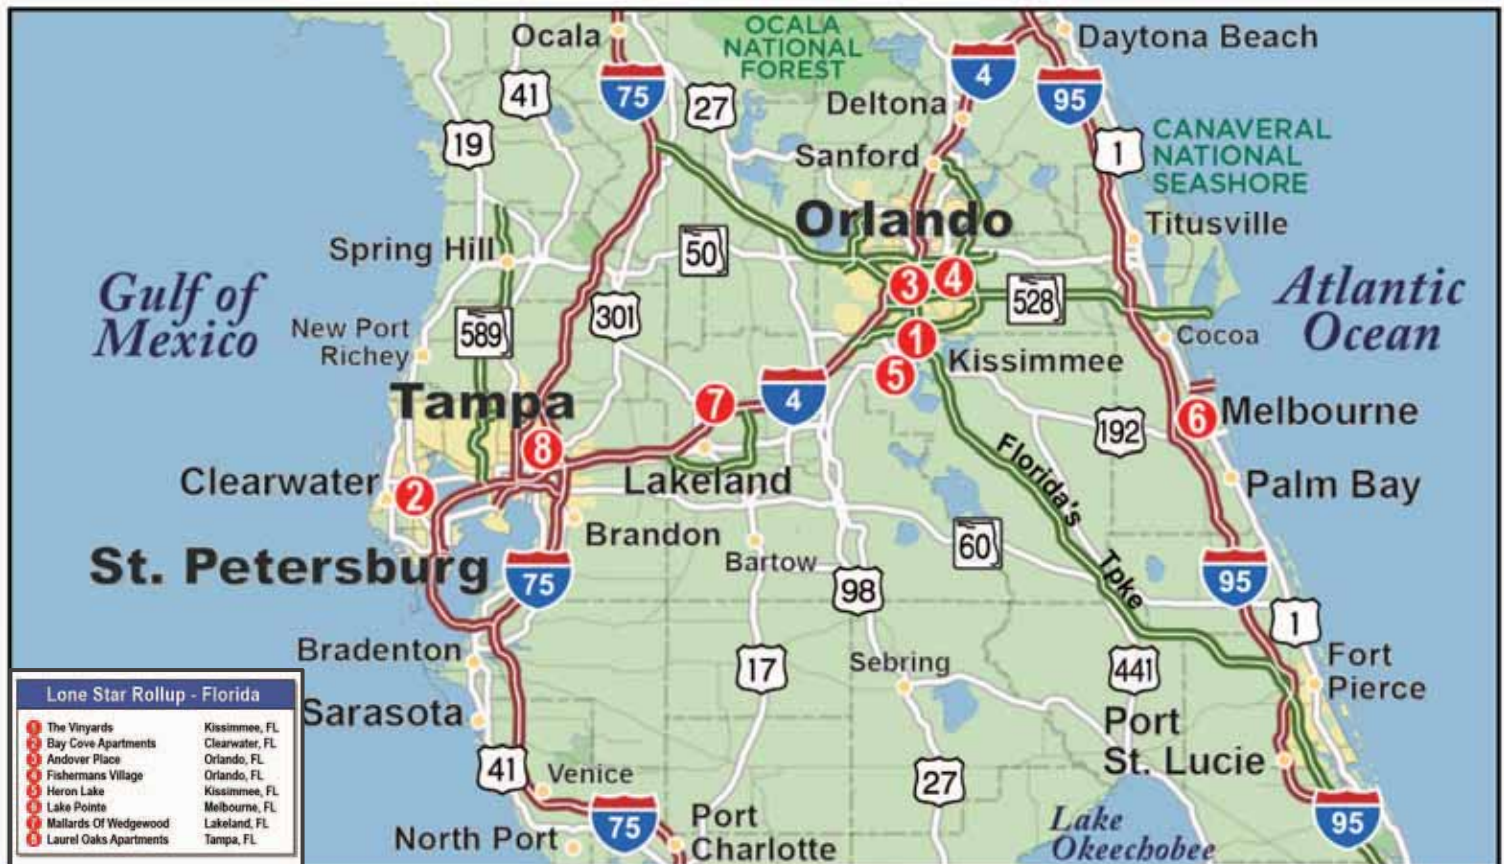 Ocala
OCALA
NATIONAL
FOREST
Daytona Beach
4
41
75
27
95
Deltona
19
1
CANAVERAL
NATIONAL
SEASHORE
Sanford
Orlando
Titusville
Spring Hill
50
Gulf of
Mexico
3
4
528
Atlantic
Ocean
New Port
Richey
589
301
1
Cocoa
Kissimmee
5
Tampa
7
4
6
Melbourne
192
8
Florida's
Tpke
Clearwater
2
Lakeland
Palm Bay
Brandon
60
Bartow
St. Petersburg
75
98
95
1
Bradenton
17
Sebring
441
Fort
Pierce
Sarasota
Port
St. Lucie
41
Venice
27
75
Port
Charlotte
North Port
Lake
Okeechobee
95
Lone Star Rollup - Florida
1 The Vinyards Kissimmee, FL
2 Bay Cove Apartments Clearwater, FL
3 Andover Place Orlando, FL
4 Fishermans Village Orlando, FL
5 Heron Lake Kissimmee, FL
6 Lake Pointe Melbourne, FL
7 Mallards Of Wedgewood Lakeland, FL
8 Laurel Oaks Apartments Tampa, FL